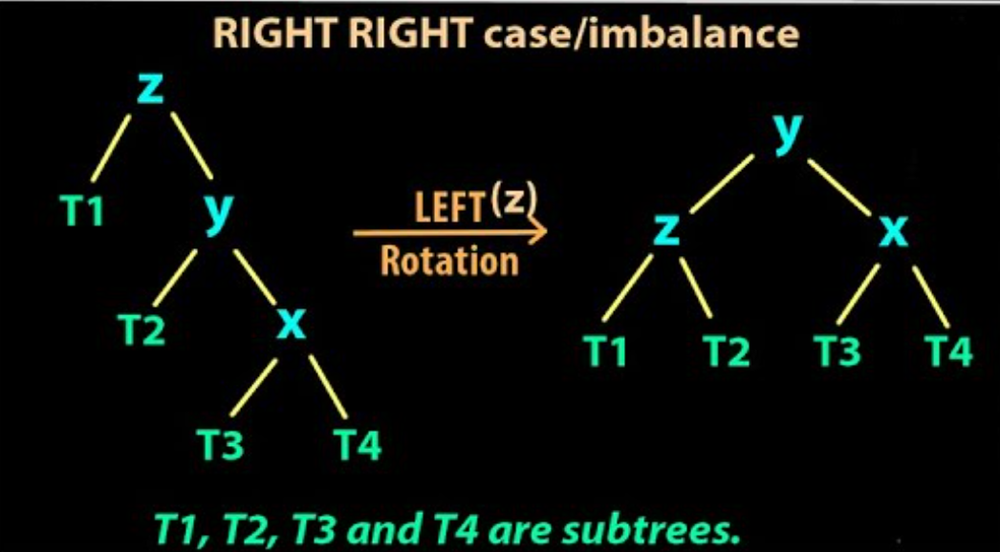 RIGHT RIGHT case/imbalance
z
y
T1
y
LEFT(z)
z
x
Rotation
T2
x
T1
T2
T3
T4
T3
T4
T1, T2, T3 and T4 are subtrees.